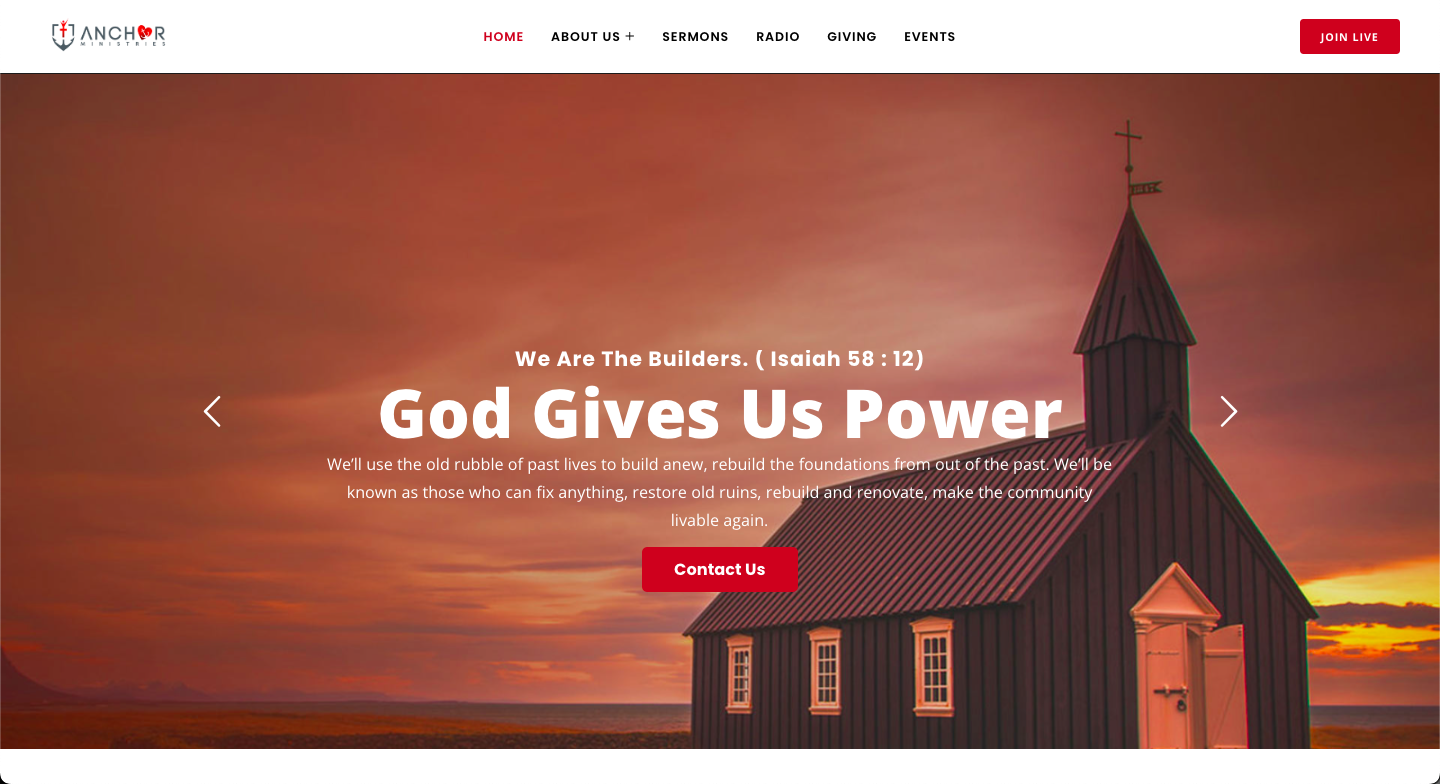 ANCHOR
MINISTRIES
HOME
ABOUT US +
SERMONS
RADIO
GIVING
EVENTS
JOIN LIVE
We Are The Builders. ( Isaiah 58 : 12)
God Gives Us Power
We’ll use the old rubble of past lives to build anew, rebuild the foundations from out of the past. We’ll be
known as those who can fix anything, restore old ruins, rebuild and renovate, make the community
livable again.
Contact Us